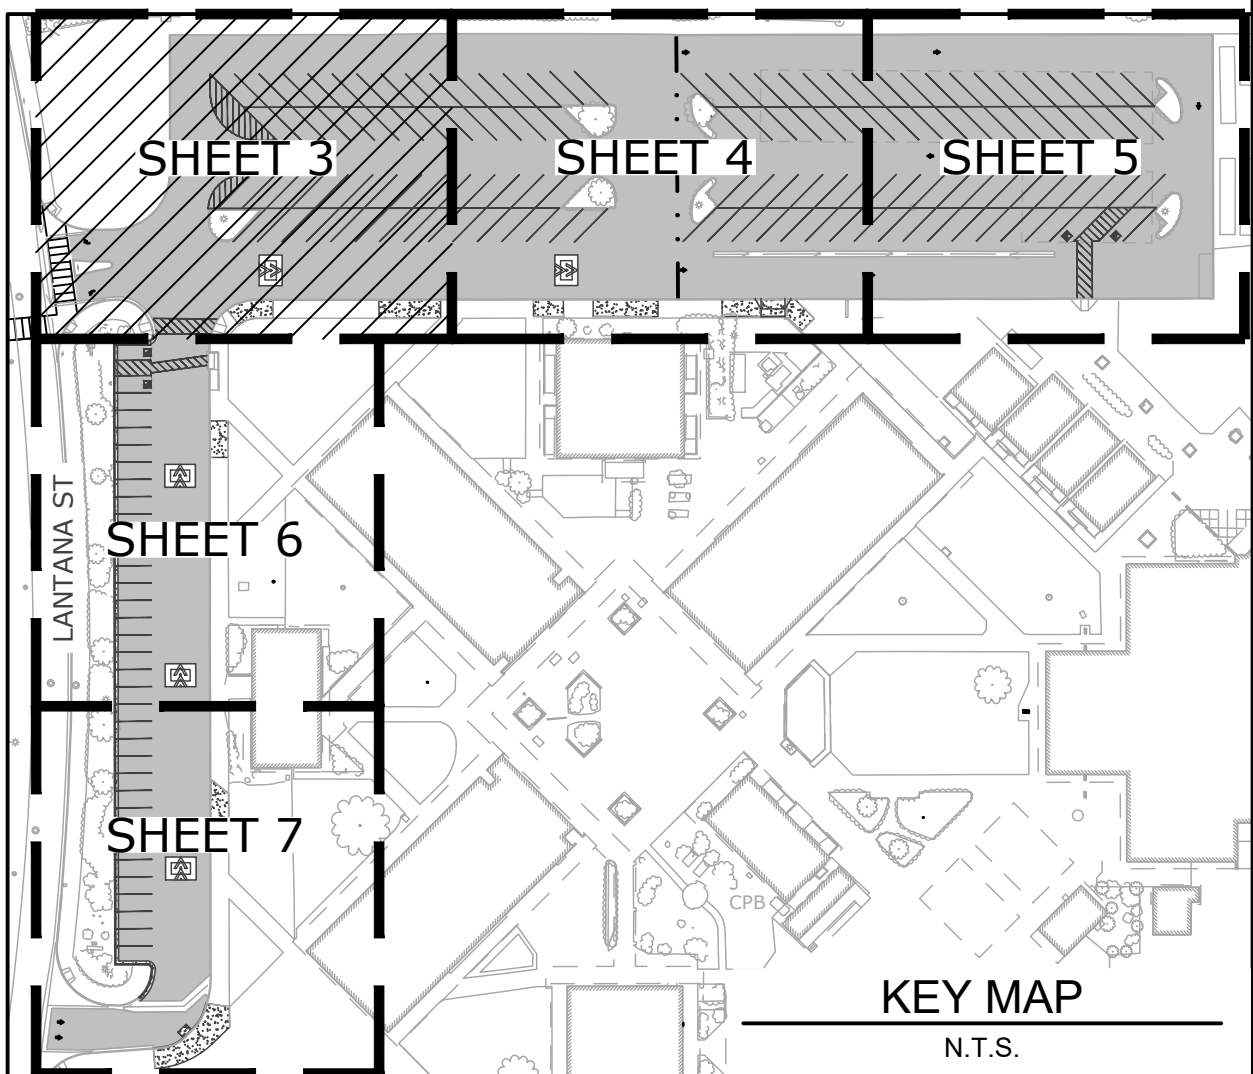 SHEET 3
SHEET 4
SHEET 5
LANTANA ST
SHEET 6
SHEET 7
CPB
KEY MAP
N.T.S.